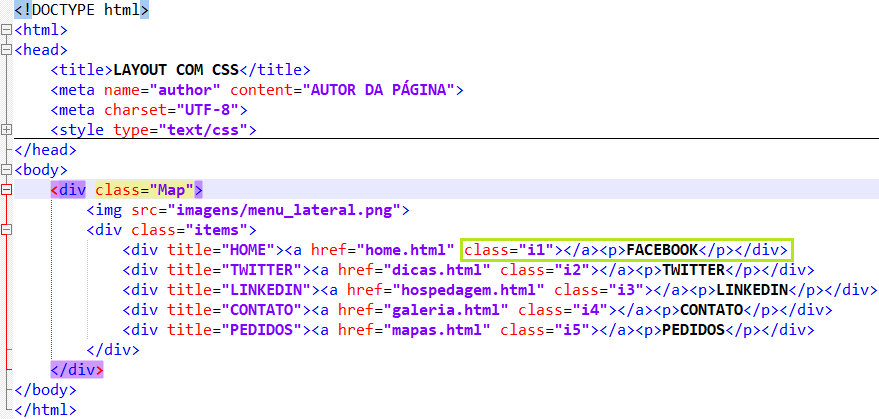 <!DOCTYPE html>
<html>
<head>
<title>LAYOUT COM CSS</title>
<meta name="author" content="AUTOR DA PÁGINA">
<meta charset="UTF-8">
<style type="text/css">
</head>
<body>
<div class="Map">
<img src="imagens/menu_lateral.png">
<div class="items">
<div title="HOME"><a href="home.html" class="i1"></a><p>FACEBOOK</p></div>
<div title="TWITTER"><a href="dicas.html" class="i2"></a><p>TWITTER</p></div>
<div title="LINKEDIN"><a href="hospedagem.html" class="i3"></a><p>LINKEDIN</p></div>
<div title="CONTATO"><a href="galeria.html" class="i4"></a><p>CONTATO</p></div>
<div title="PEDIDOS"><a href="mapas.html" class="i5"></a><p>PEDIDOS</p></div>
</div>
</div>
</body>
</html>